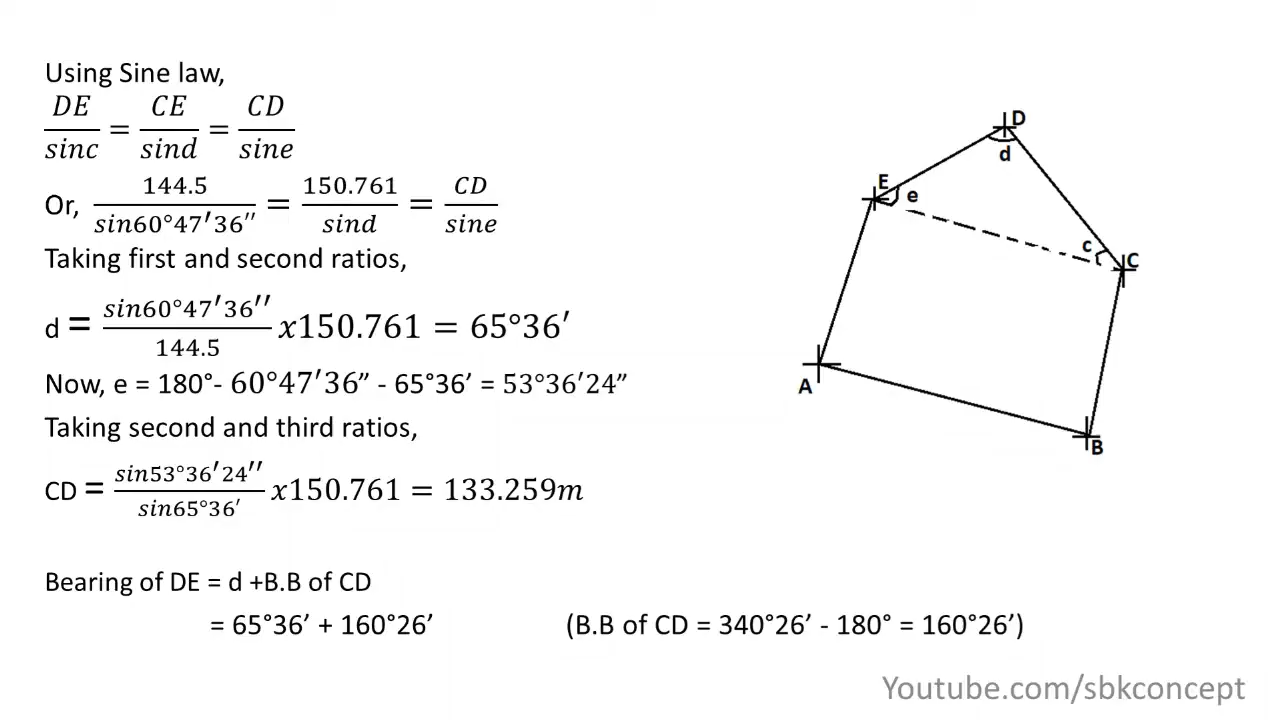 Using Sine law,
DE/sinc = CE/sind = CD/sine
Or, 144.5/sin60°47′36″ = 150.761/sind = CD/sine
Taking first and second ratios,
d = sin60°47′36′′/144.5 x150.761 = 65°36′
Now, e = 180°- 60°47′36” - 65°36’ = 53°36′24”
Taking second and third ratios,
CD = sin53°36′24′′/sin65°36′ x150.761 = 133.259m
Bearing of DE = d +B.B of CD
= 65°36’ + 160°26’ (B.B of CD = 340°26’ - 180° = 160°26’)
D
d
E
e
c
C
A
B
Youtube.com/sbkconcept